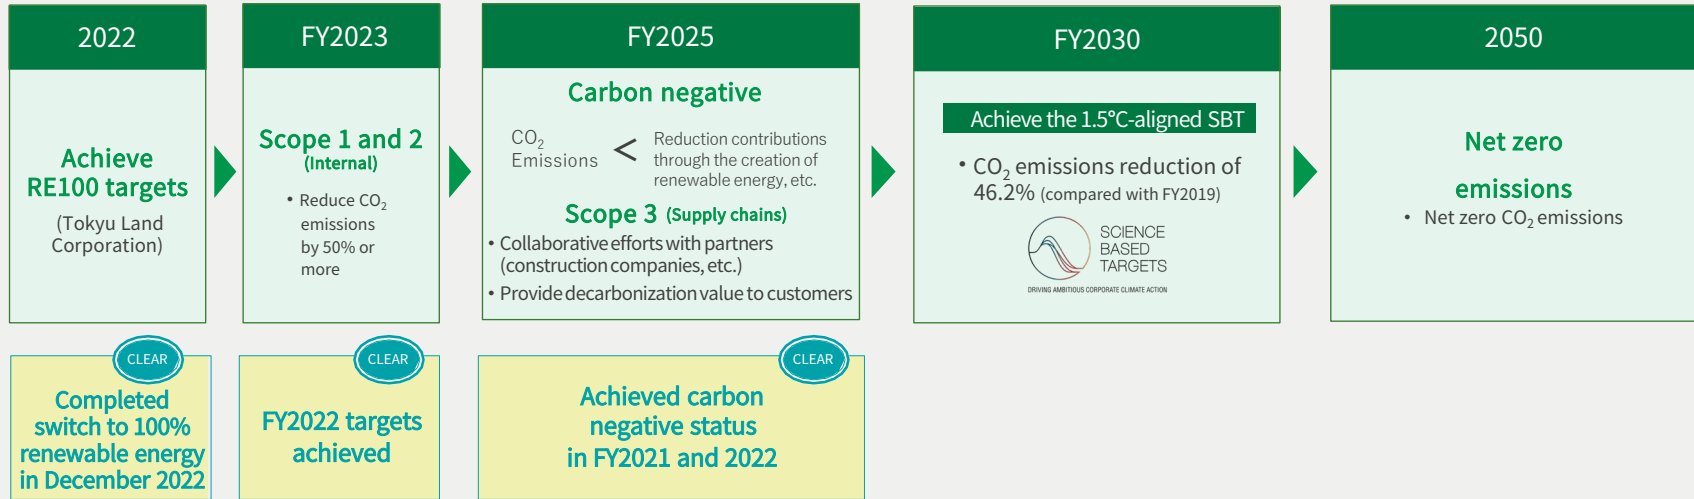 2022
Achieve
RE100 targets
(Tokyu Land
Corporation)
FY2023
Scope 1 and 2
(Internal)
• Reduce CO₂
emissions
by 50% or
more
FY2025
Carbon negative
CO₂
Emissions
<
Reduction contributions
through the creation of
renewable energy, etc.
Scope 3 (Supply chains)
• Collaborative efforts with partners
(construction companies, etc.)
• Provide decarbonization value to customers
FY2030
Achieve the 1.5°C-aligned SBT
• CO₂ emissions reduction of
46.2% (compared with FY2019)
SCIENCE
BASED
TARGETS
DRIVING AMBITIOUS CORPORATE CLIMATE ACTION
2050
Net zero
emissions
• Net zero CO₂ emissions
CLEAR
Completed
switch to 100%
renewable energy
in December 2022
CLEAR
FY2022 targets
achieved
CLEAR
Achieved carbon
negative status
in FY2021 and 2022